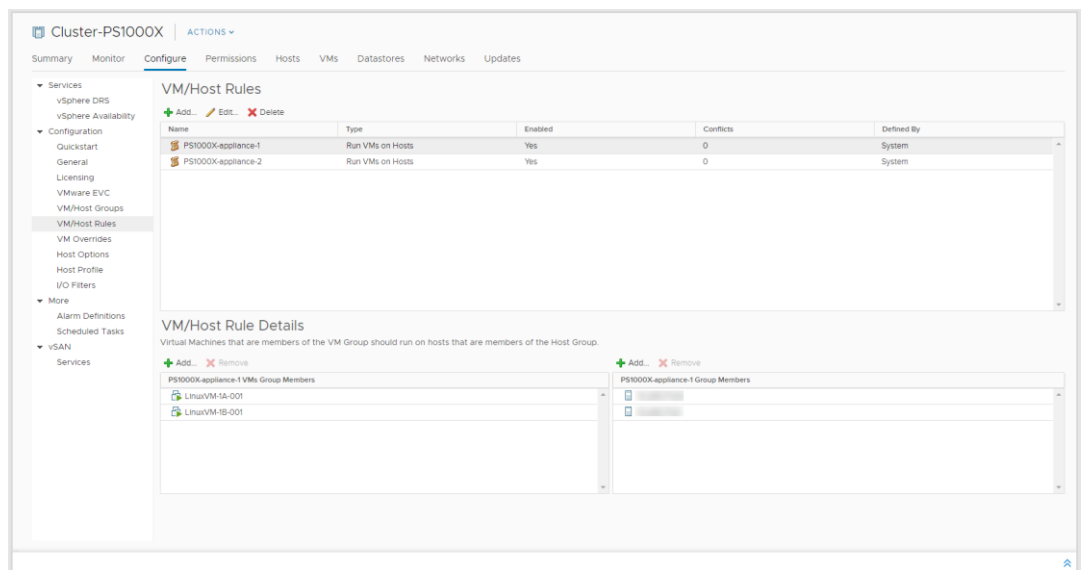 Cluster-PS1000X ACTIONS
Summary Monitor Configure Permissions Hosts VMs Datastores Networks Updates
Services
vSphere DRS
vSphere Availability
Configuration
Quickstart
General
Licensing
VMware EVC
VM/Host Groups
VM/Host Rules
VM Overrides
Host Options
Host Profile
I/O Filters
More
Alarm Definitions
Scheduled Tasks
vSAN
Services
VM/Host Rules
Add... Edit... Delete
Name Type Enabled Conflicts Defined By
PS1000X-appliance-1 Run VMs on Hosts Yes 0 System
PS1000X-appliance-2 Run VMs on Hosts Yes 0 System
VM/Host Rule Details
Virtual Machines that are members of the VM Group should run on hosts that are members of the Host Group.
Add... Remove
PS1000X-appliance-1 VMs Group Members
LinuxVM-1A-001
LinuxVM-1B-001
Add... Remove
PS1000X-appliance-1 Group Members